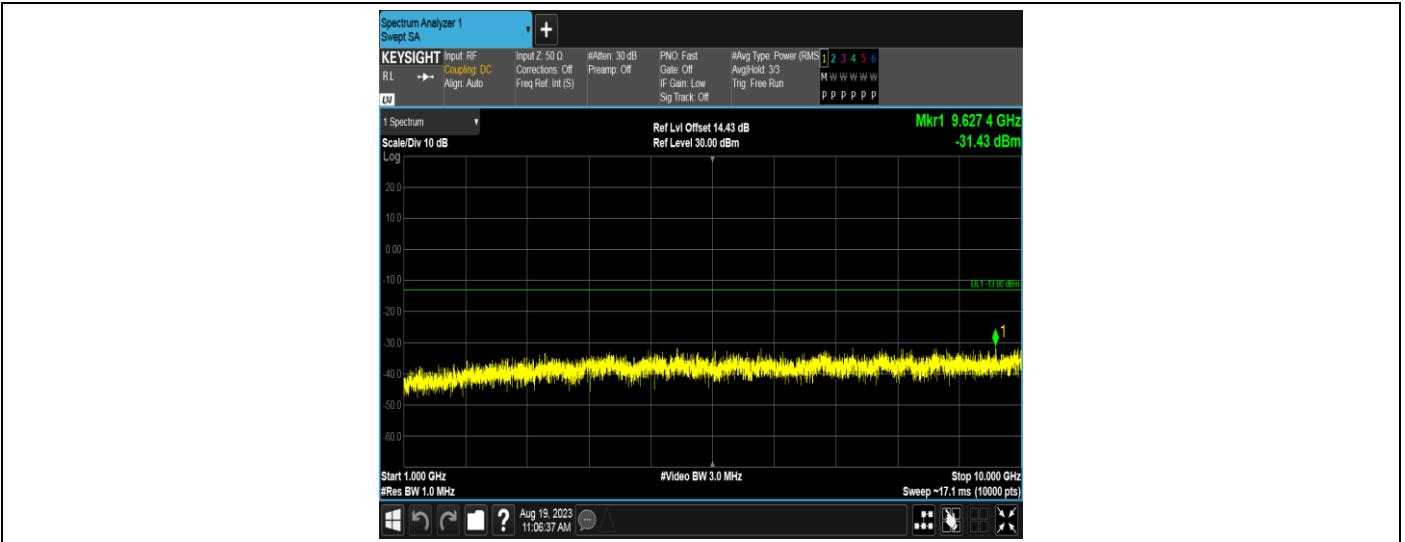 Spectrum Analyzer 1
Swept SA
+
KEYSIGHT
RL
Input: RF
Coupling: DC
Align: Auto
Input Z: 50 Ω
Corrections: Off
Freq Ref: Int (S)
#Atten: 30 dB
Preamp: Off
PNO: Fast
Gate: Off
IF Gain: Low
Sig Track: Off
#Avg Type: Power (RMS
Avg|Hold: 3/3
Trig: Free Run
1 2 3 4 5 6
M W W W W W
P P P P P P
1 Spectrum
Scale/Div 10 dB
Ref Lvl Offset 14.43 dB
Ref Level 30.00 dBm
Mkr1 9.627 4 GHz
-31.43 dBm
Log
20.0
10.0
0.00
-10.0
DL1 -13.00 dBm
-20.0
1
-30.0
-40.0
-50.0
-60.0
Start 1.000 GHz
#Video BW 3.0 MHz
Stop 10.000 GHz
#Res BW 1.0 MHz
Sweep ~17.1 ms (10000 pts)
?
Aug 19, 2023
11:06:37 AM